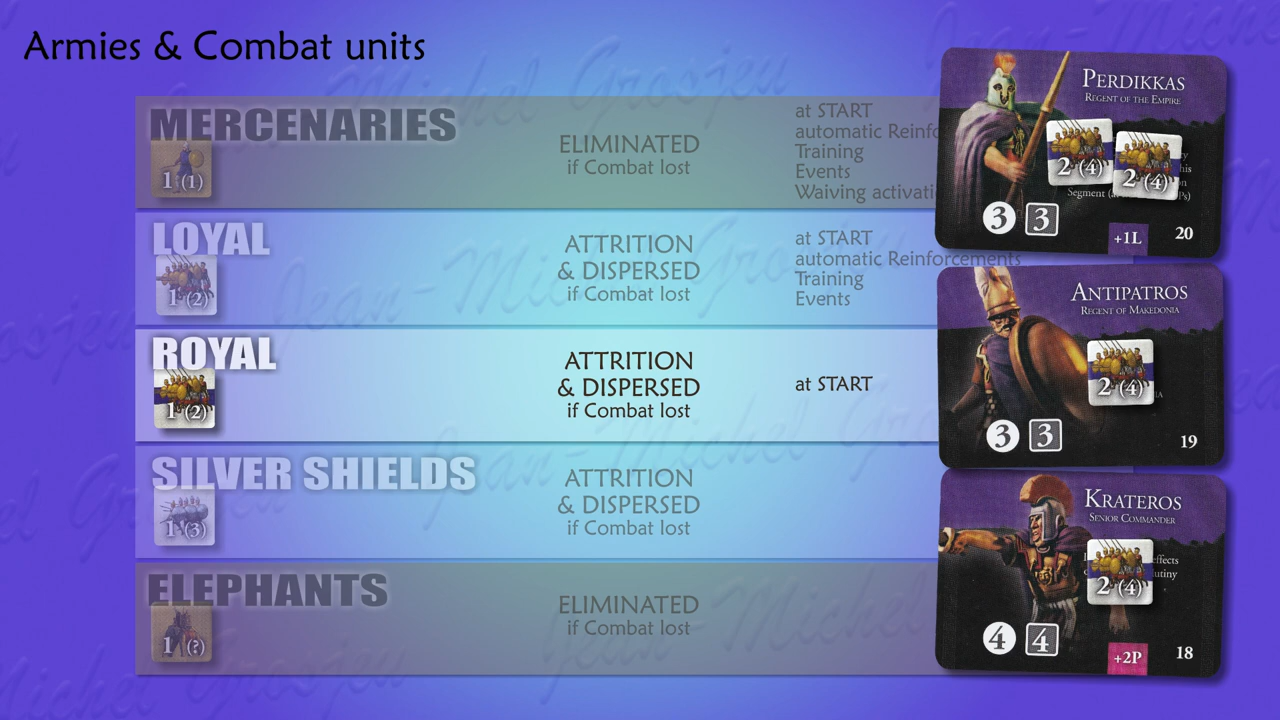 Armies & Combat units
MERCENARIES
1 (1)
ELIMINATED
if Combat lost
at START
automatic Reinfo
Training
Events
Waiving activati
LOYAL
1 (2)
ATTRITION
& DISPERSED
if Combat lost
at START
automatic Reinforcements
Training
Events
ROYAL
1 (2)
ATTRITION
& DISPERSED
if Combat lost
at START
SILVER SHIELDS
1 (3)
ATTRITION
& DISPERSED
if Combat lost
ELEPHANTS
1 (?)
ELIMINATED
if Combat lost
PERDIKKAS
REGENT OF THE EMPIRE
2 (4)
2 (4)
Segment
3 3
+1L
20
ANTIPATROS
REGENT OF MAKEDONIA
2 (4)
3 3
19
KRATEROS
SENIOR COMMANDER
2 (4)
4 4
+2P
18
Jean-Michel Grosjeu